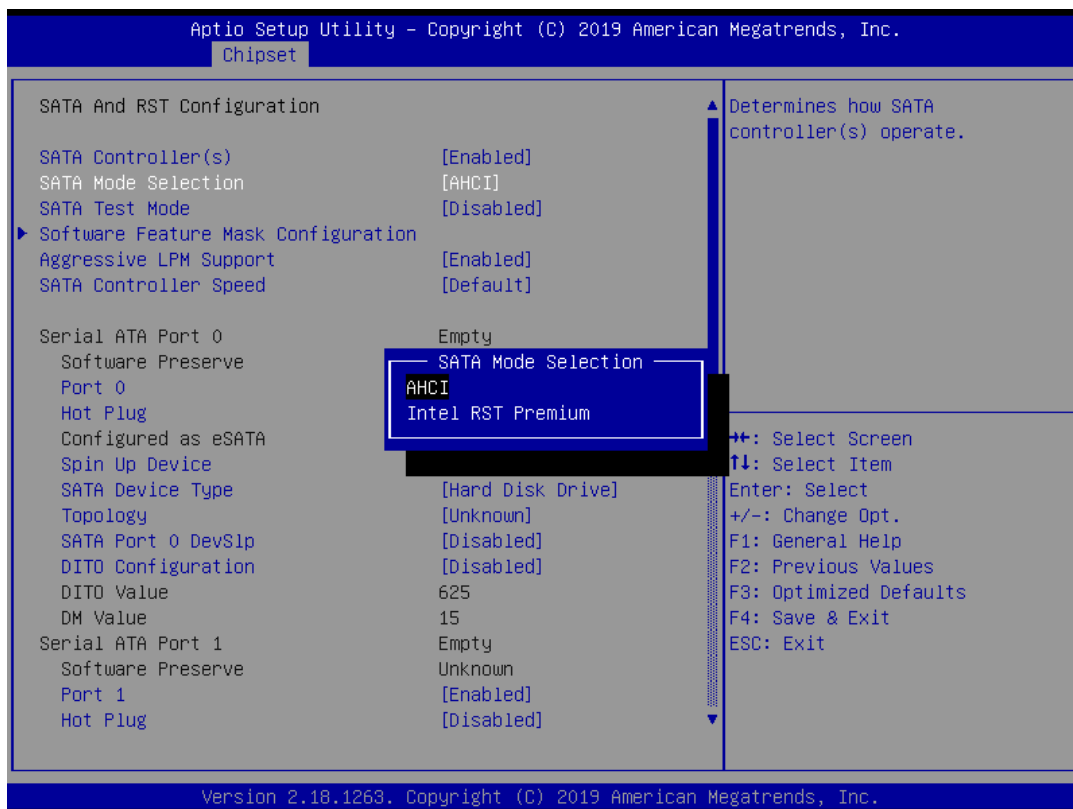 Aptio Setup Utility – Copyright (C) 2019 American Megatrends, Inc.
Chipset
SATA And RST Configuration
SATA Controller(s) [Enabled]
SATA Mode Selection [AHCI]
SATA Test Mode [Disabled]
Software Feature Mask Configuration
Aggressive LPM Support [Enabled]
SATA Controller Speed [Default]
Serial ATA Port 0 Empty
Software Preserve
Port 0
Hot Plug
Configured as eSATA
Spin Up Device
SATA Device Type [Hard Disk Drive]
Topology [Unknown]
SATA Port 0 DevSlp [Disabled]
DITO Configuration [Disabled]
DITO Value 625
DM Value 15
Serial ATA Port 1 Empty
Software Preserve Unknown
Port 1 [Enabled]
Hot Plug [Disabled]
SATA Mode Selection
AHCI
Intel RST Premium
Determines how SATA
controller(s) operate.
→←: Select Screen
↑↓: Select Item
Enter: Select
+/-: Change Opt.
F1: General Help
F2: Previous Values
F3: Optimized Defaults
F4: Save & Exit
ESC: Exit
Version 2.18.1263. Copyright (C) 2019 American Megatrends, Inc.